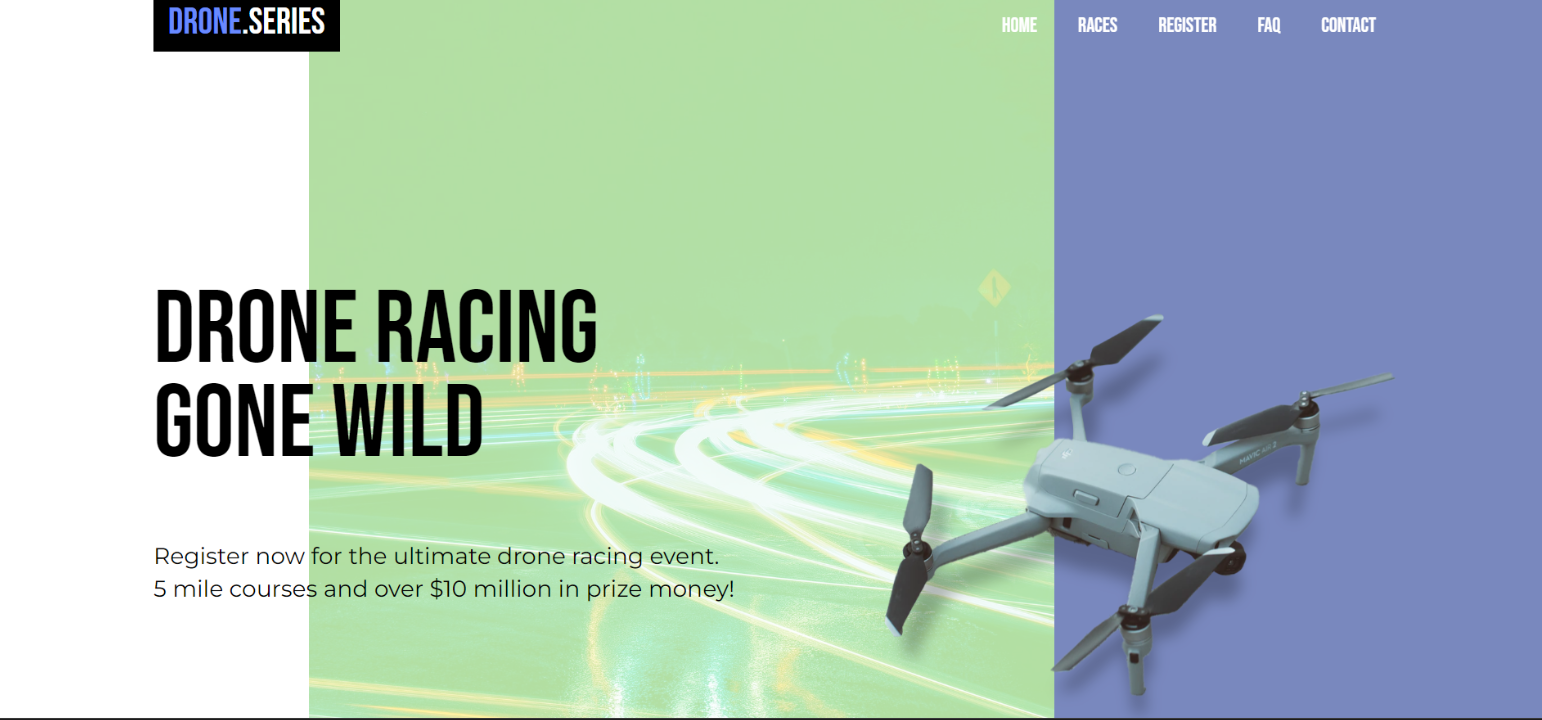 DRONE.SERIES
HOME RACES REGISTER FAQ CONTACT
DRONE RACING
GONE WILD
Register now for the ultimate drone racing event.
5 mile courses and over $10 million in prize money!
MAVIC AIR 2